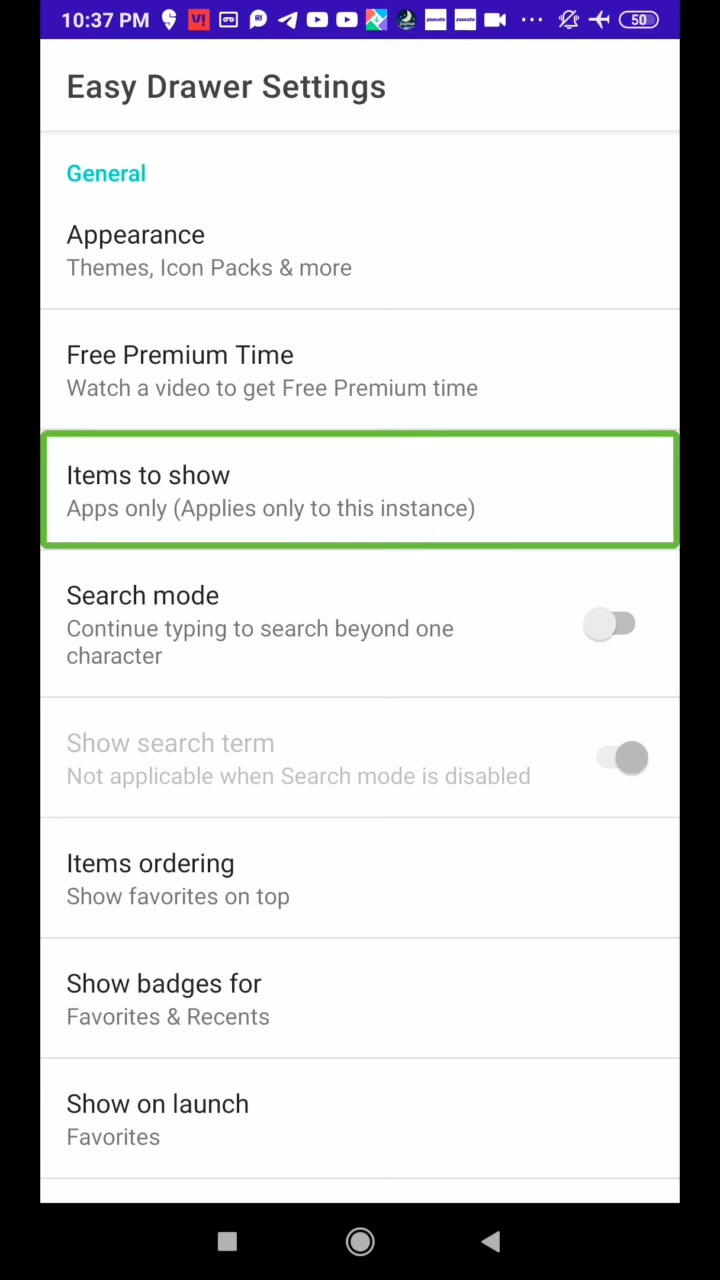 10:37 PM 50
Easy Drawer Settings
General
Appearance
Themes, Icon Packs & more
Free Premium Time
Watch a video to get Free Premium time
Items to show
Apps only (Applies only to this instance)
Search mode
Continue typing to search beyond one
character
Show search term
Not applicable when Search mode is disabled
Items ordering
Show favorites on top
Show badges for
Favorites & Recents
Show on launch
Favorites